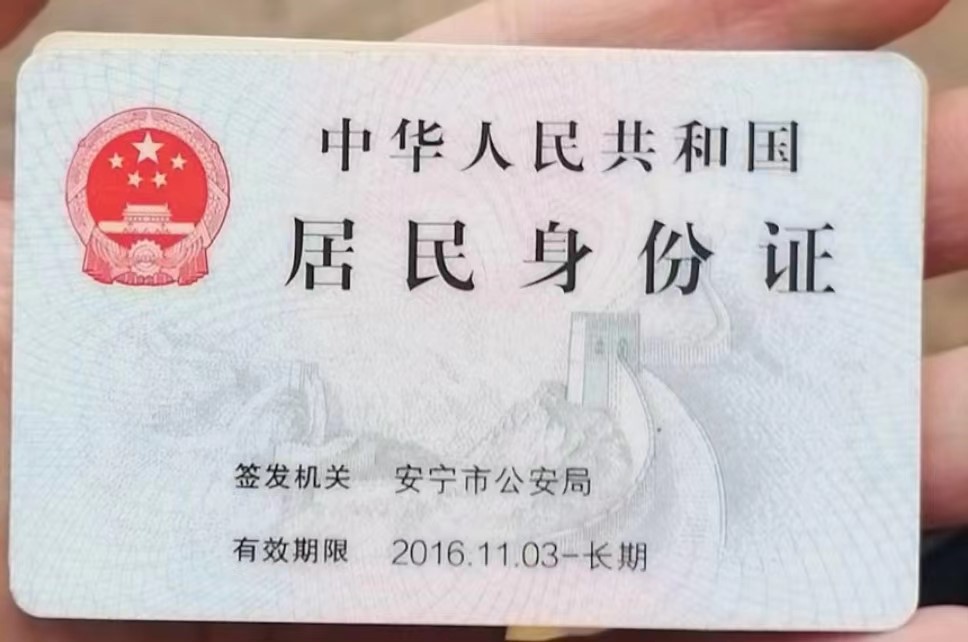 中华人民共和国
居民身份证
签发机关 安宁市公安局
有效期限 2016.11.03-长期